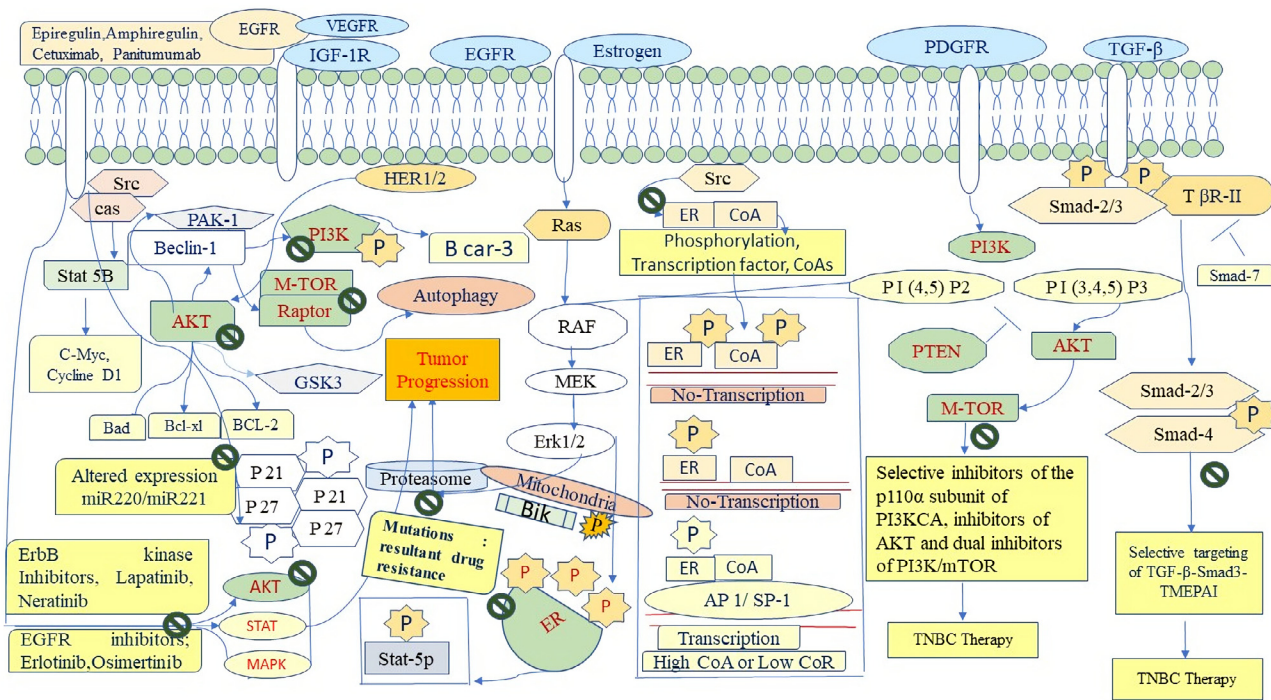 Epiregulin,Amphiregulin,
Cetuximab, Panitumumab
EGFR
VEGFR
IGF-1R
EGFR
Estrogen
PDGFR
TGF-β
Src
cas
HER1/2
Src
P
P
Smad-2/3
T βR-II
PAK-1
Beclin-1
PI3K
P
B car-3
Ras
ER
CoA
Phosphorylation,
Transcription factor, CoAs
PI3K
Smad-7
Stat 5B
M-TOR
Raptor
Autophagy
P I (4,5) P2
P I (3,4,5) P3
AKT
RAF
P
P
ER
CoA
PTEN
AKT
C-Myc,
Cycline D1
GSK3
Tumor
Progression
MEK
No-Transcription
M-TOR
Smad-2/3
P
Smad-4
Bad
Bcl-xl
BCL-2
Erk1/2
P
ER
CoA
No-Transcription
Altered expression
miR220/miR221
P 21
P
P 21
P 27
P 27
P
Proteasome
Mitochondria
Bik
P
Selective inhibitors of the
p110α subunit of
PI3KCA, inhibitors of
AKT and dual inhibitors
of PI3K/mTOR
Mutations :
resultant drug
resistance
P
ER
CoA
AP 1/ SP-1
Transcription
High CoA or Low CoR
ErbB kinase
Inhibitors, Lapatinib,
Neratinib
AKT
STAT
MAPK
EGFR inhibitors;
Erlotinib,Osimertinib
P
Stat-5p
P
P
P
ER
Selective targeting
of TGF-β-Smad3-
TMEPAI
TNBC Therapy
TNBC Therapy